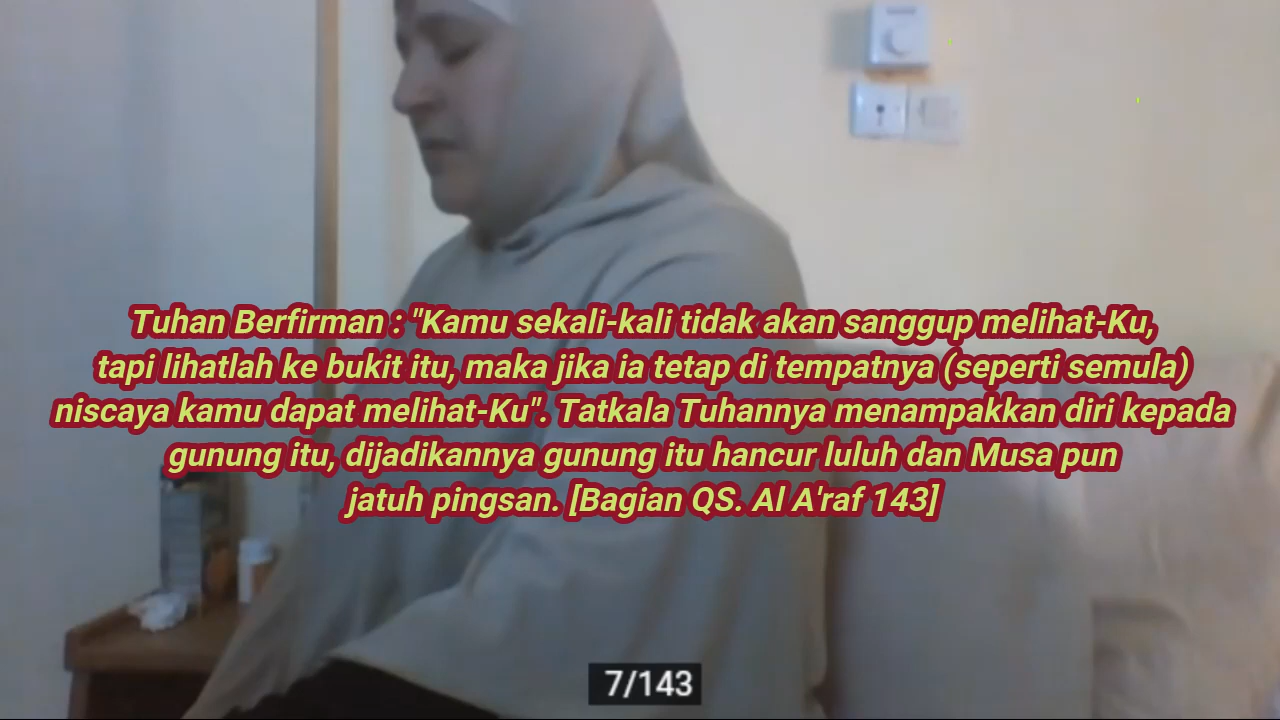 Tuhan Berfirman : "Kamu sekali-kali tidak akan sanggup melihat-Ku,
tapi lihatlah ke bukit itu, maka jika ia tetap di tempatnya (seperti semula)
niscaya kamu dapat melihat-Ku". Tatkala Tuhannya menampakkan diri kepada
gunung itu, dijadikannya gunung itu hancur luluh dan Musa pun
jatuh pingsan. [Bagian QS. Al A'raf 143]
7/143